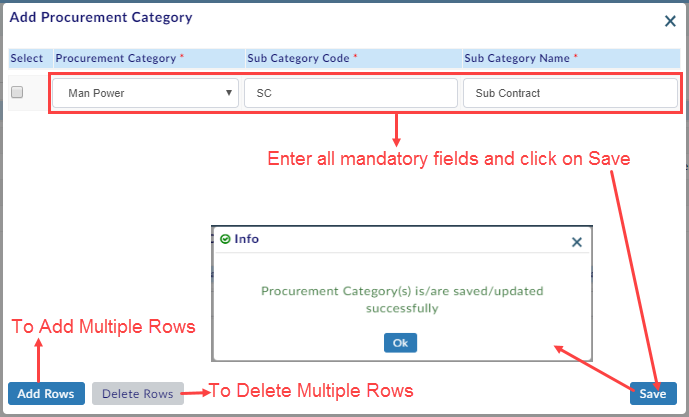 Add Procurement Category
Select Procurement Category * Sub Category Code * Sub Category Name *
Man Power SC Sub Contract
Enter all mandatory fields and click on Save
Info
Procurement Category(s) is/are saved/updated
successfully
Ok
To Add Multiple Rows
To Delete Multiple Rows
Add Rows Delete Rows Save